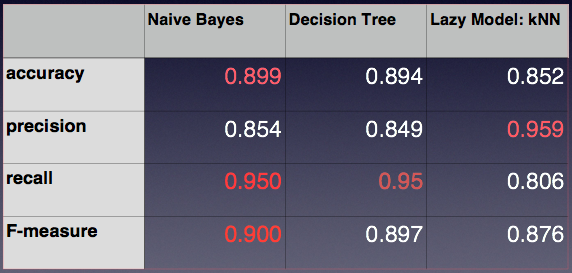 Naive Bayes Decision Tree Lazy Model: kNN
accuracy 0.899 0.894 0.852
precision 0.854 0.849 0.959
recall 0.950 0.95 0.806
F-measure 0.900 0.897 0.876